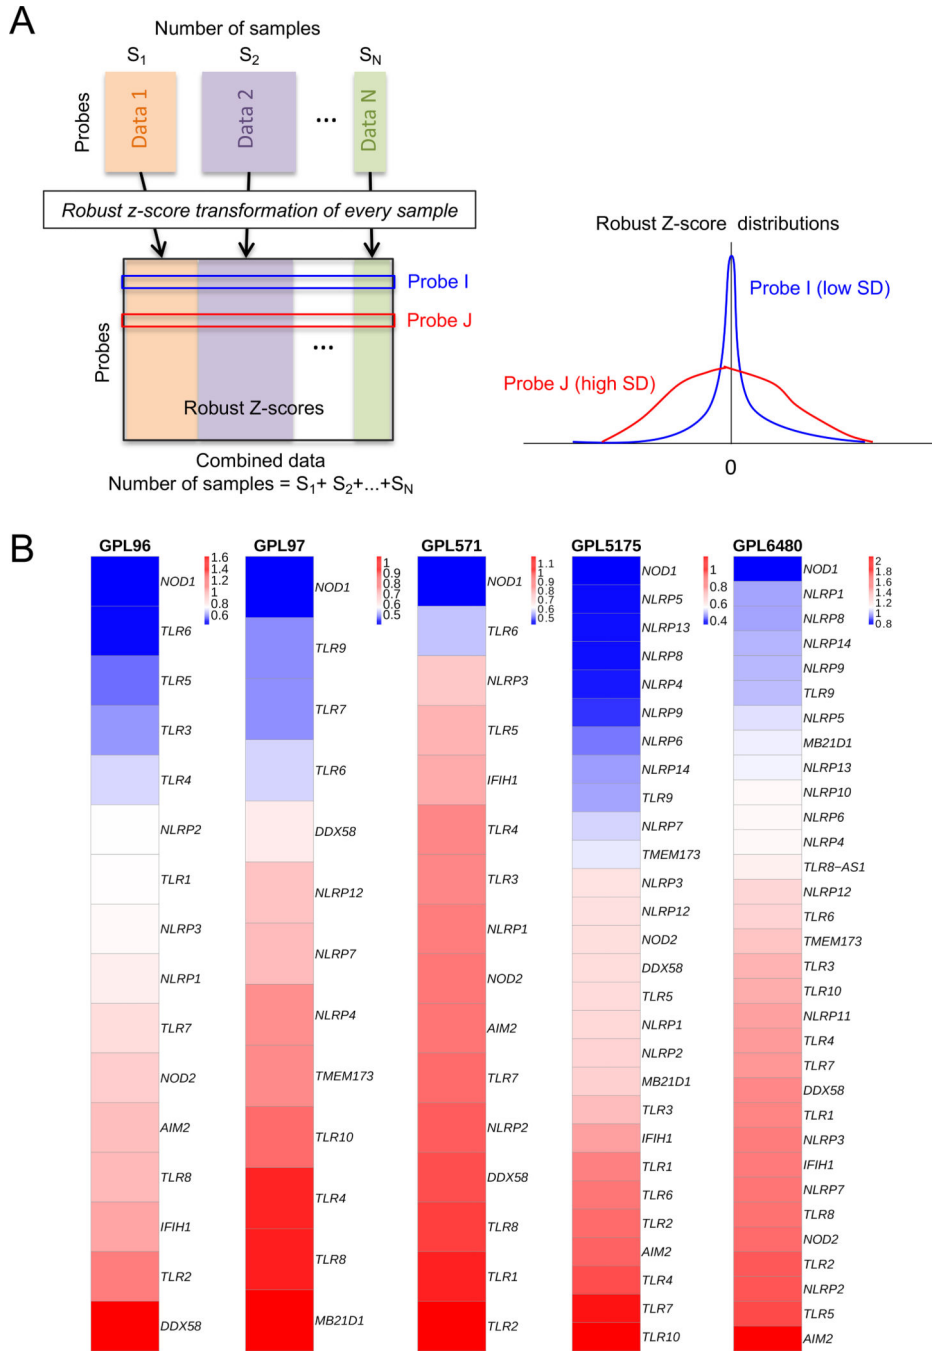 A
Number of samples
S1 S2 SN
Probes
Data 1
Data 2
...
Data N
Robust z-score transformation of every sample
Probe I
Probe J
Probes
...
Robust Z-scores
Combined data
Number of samples = S1+ S2+...+SN
Robust Z-score distributions
Probe I (low SD)
Probe J (high SD)
0
B
GPL96
1.6
1.4
1.2
1
0.8
0.6
NOD1
TLR6
TLR5
TLR3
TLR4
NLRP2
TLR1
NLRP3
NLRP1
TLR7
NOD2
AIM2
TLR8
IFIH1
TLR2
DDX58
GPL97
1
0.9
0.8
0.7
0.6
0.5
NOD1
TLR9
TLR7
TLR6
DDX58
NLRP12
NLRP7
NLRP4
TMEM173
TLR10
TLR4
TLR8
MB21D1
GPL571
1.1
1
0.9
0.8
0.7
0.6
0.5
NOD1
TLR6
NLRP3
TLR5
IFIH1
TLR4
TLR3
NLRP1
NOD2
AIM2
TLR7
NLRP2
DDX58
TLR8
TLR1
TLR2
GPL5175
1
0.8
0.6
0.4
NOD1
NLRP5
NLRP13
NLRP8
NLRP4
NLRP9
NLRP6
NLRP14
TLR9
NLRP7
TMEM173
NLRP3
NLRP12
NOD2
DDX58
TLR5
NLRP1
NLRP2
MB21D1
TLR3
IFIH1
TLR1
TLR6
TLR2
AIM2
TLR4
TLR7
TLR10
GPL6480
2
1.8
1.6
1.4
1.2
1
0.8
NOD1
NLRP1
NLRP8
NLRP14
NLRP9
TLR9
NLRP5
MB21D1
NLRP13
NLRP10
NLRP6
NLRP4
TLR8−AS1
NLRP12
TLR6
TMEM173
TLR3
TLR10
NLRP11
TLR4
TLR7
DDX58
TLR1
NLRP3
IFIH1
NLRP7
TLR8
NOD2
TLR2
NLRP2
TLR5
AIM2